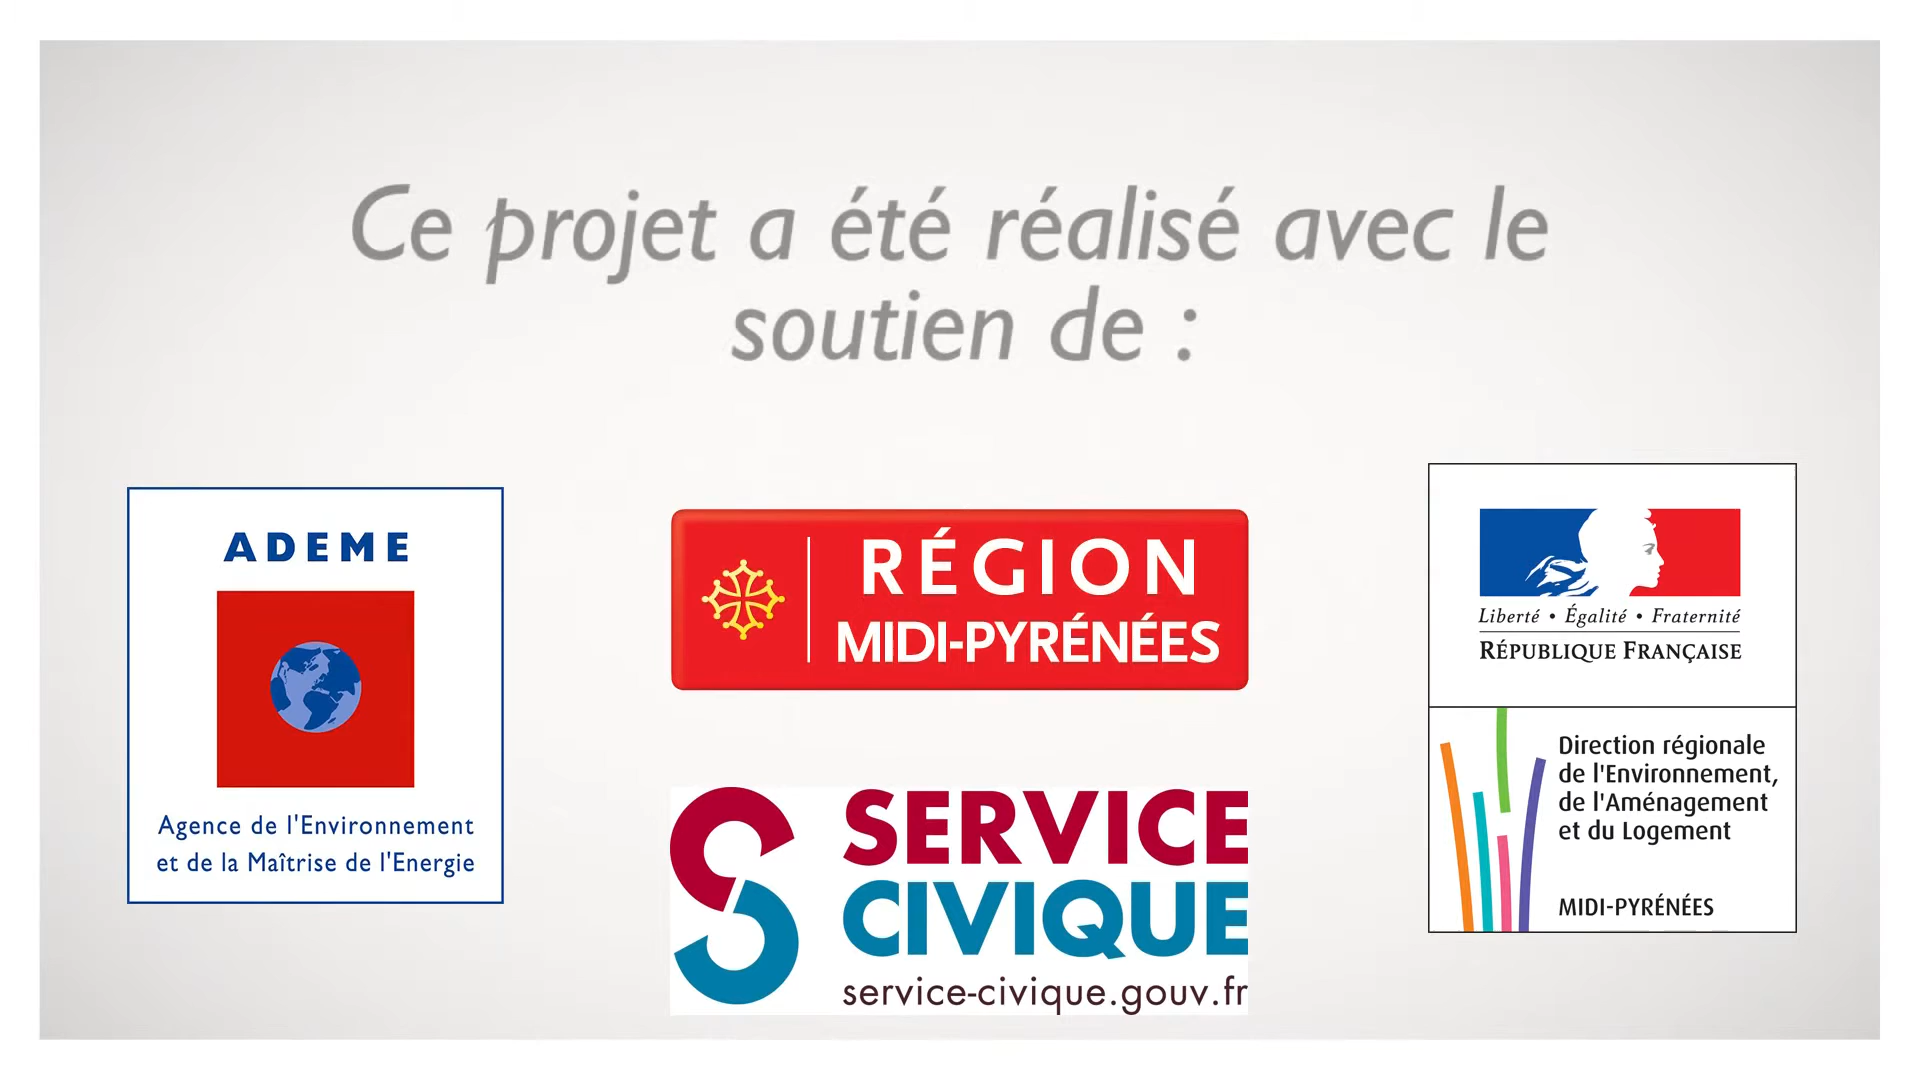 Ce projet a été réalisé avec le
soutien de :
ADEME
Agence de l'Environnement
et de la Maîtrise de l'Energie
RÉGION
MIDI-PYRÉNÉES
SERVICE
CIVIQUE
service-civique.gouv.fr
Liberté • Égalité • Fraternité
RÉPUBLIQUE FRANÇAISE
Direction régionale
de l'Environnement,
de l'Aménagement
et du Logement
MIDI-PYRÉNÉES